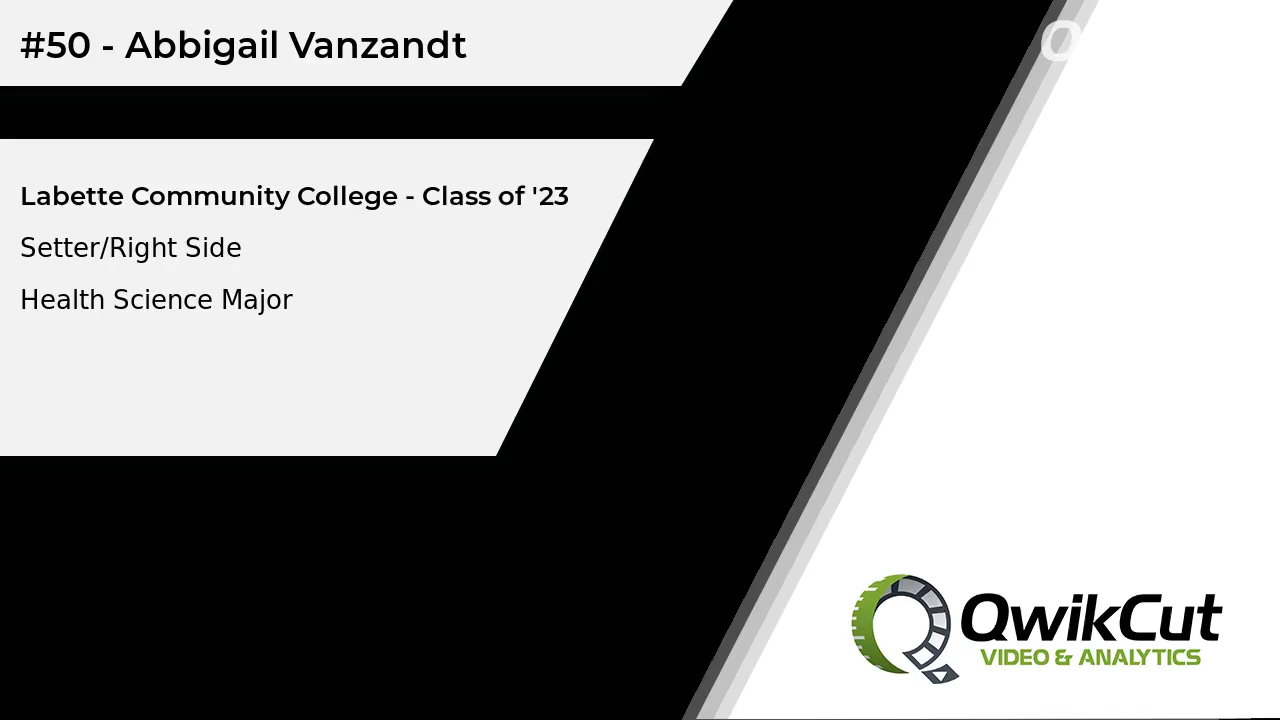 #50 - Abbigail Vanzandt
Labette Community College - Class of '23
Setter/Right Side
Health Science Major
QwikCut
VIDEO & ANALYTICS